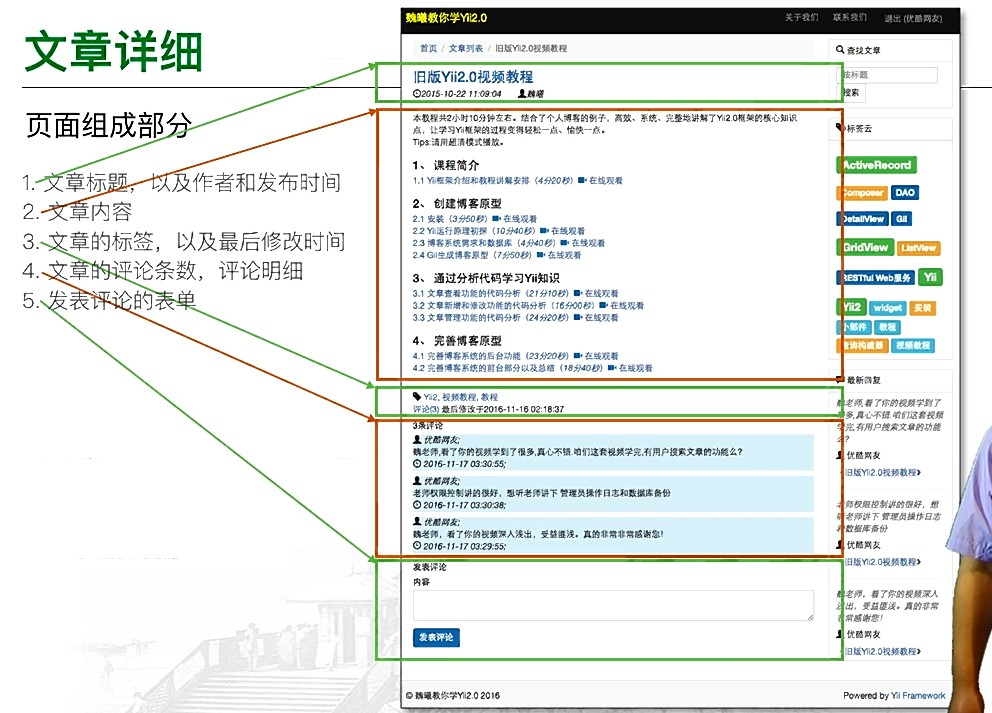 文章详细
页面组成部分
1. 文章标题，以及作者和发布时间
2. 文章内容
3. 文章的标签，以及最后修改时间
4. 文章的评论条数，评论明细
5. 发表评论的表单
魏曦教你学Yii2.0
关于我们 联系我们 退出 (优酷网友)
首页 / 文章列表 / 旧版Yii2.0视频教程
旧版Yii2.0视频教程
2015-10-22 11:09:04 魏曦
本教程共2小时10分钟左右。结合了个人博客的例子，高效、系统、完整地讲解了Yii2.0框架的核心知识
点，让学习Yii框架的过程变得轻松一点、愉快一点。
Tips:请用超清模式播放。
1、 课程简介
1.1 Yii框架介绍和教程讲解安排（4分20秒） 在线观看
2、 创建博客原型
2.1 安装（3分50秒） 在线观看
2.2 Yii运行原理初探（10分40秒） 在线观看
2.3 博客系统需求和数据库（4分40秒） 在线观看
2.4 Gii生成博客原型（7分50秒） 在线观看
3、 通过分析代码学习Yii知识
3.1 文章查看功能的代码分析（21分10秒） 在线观看
3.2 文章新增和修改功能的代码分析（16分00秒） 在线观看
3.3 文章管理功能的代码分析（24分20秒） 在线观看
4、 完善博客原型
4.1 完善博客系统的后台功能（23分20秒） 在线观看
4.2 完善博客系统的前台部分以及总结（18分40秒） 在线观看
Yii2, 视频教程, 教程
评论(3) 最后修改于2016-11-16 02:18:37
3条评论
优酷网友:
魏老师,看了你的视频学到了很多,真心不错.咱们这套视频学完,有用户搜索文章的功能么?
2016-11-17 03:30:55;
优酷网友:
老师权限控制讲的很好，想听老师讲下 管理员操作日志和数据库备份
2016-11-17 03:30:38;
优酷网友:
魏老师，看了你的视频深入浅出，受益匪浅。真的非常非常感谢您!
2016-11-17 03:29:55;
发表评论
内容
发表评论
查找文章
按标题
搜索
标签云
ActiveRecord
Composer DAO
DetailView Gii
GridView ListView
RESTful Web服务 Yii
Yii2 widget 安装
小部件 教程
查询构建器 视频教程
最新回复
魏老师,看了你的视频学到了
很多,真心不错.咱们这套视频
学完,有用户搜索文章的功能
么?
优酷网友
旧版Yii2.0视频教程
老师权限控制讲的很好，想
听老师讲下 管理员操作日志
和数据库备份
优酷网友
旧版Yii2.0视频教程
魏老师，看了你的视频深入
浅出，受益匪浅。真的非常
非常感谢您!
优酷网友
旧版Yii2.0视频教程
© 魏曦教你学Yii2.0 2016
Powered by Yii Framework